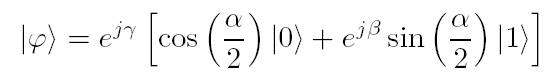 |φ⟩ = e^{jγ} [cos (α/2) |0⟩ + e^{jβ} sin (α/2) |1⟩]